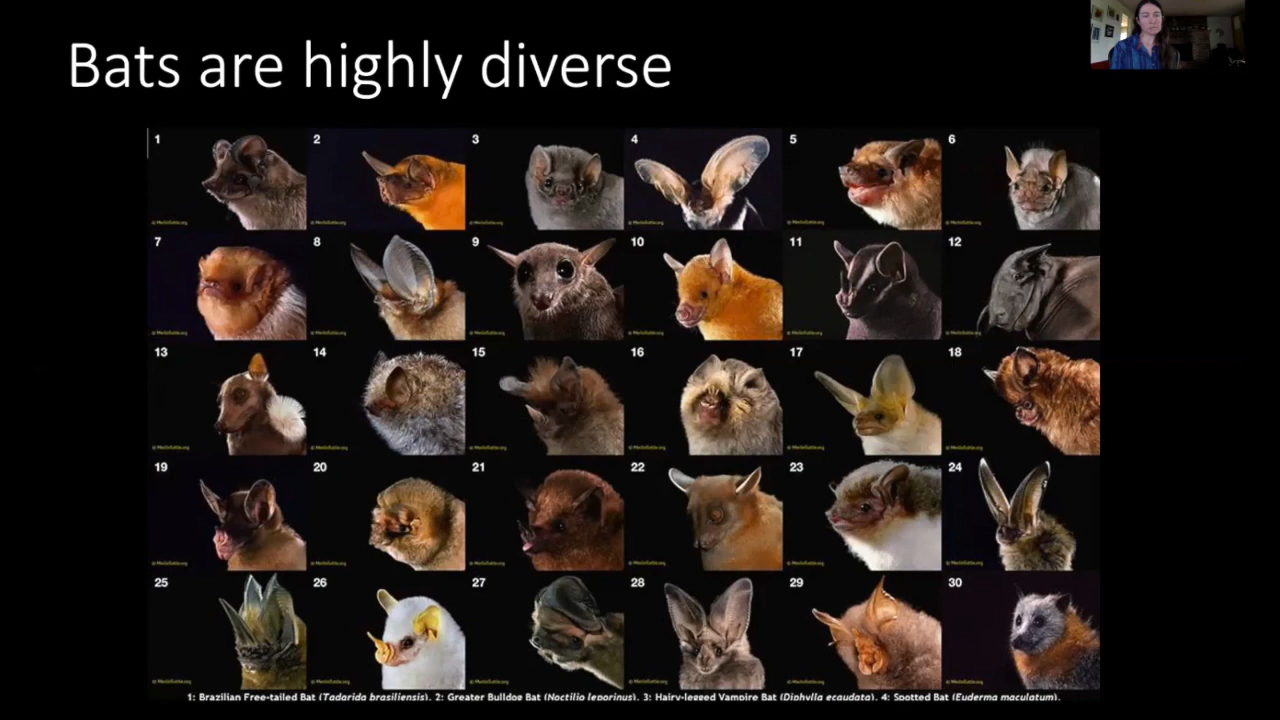 Bats are highly diverse
1 2 3 4 5 6
7 8 9 10 11 12
13 14 15 16 17 18
19 20 21 22 23 24
25 26 27 28 29 30
1: Brazilian Free-tailed Bat (Tadarida brasiliensis). 2: Greater Bulldog Bat (Noctilio leporinus). 3: Hairy-legged Vampire Bat (Diphylla ecaudata). 4: Spotted Bat (Euderma maculatum).